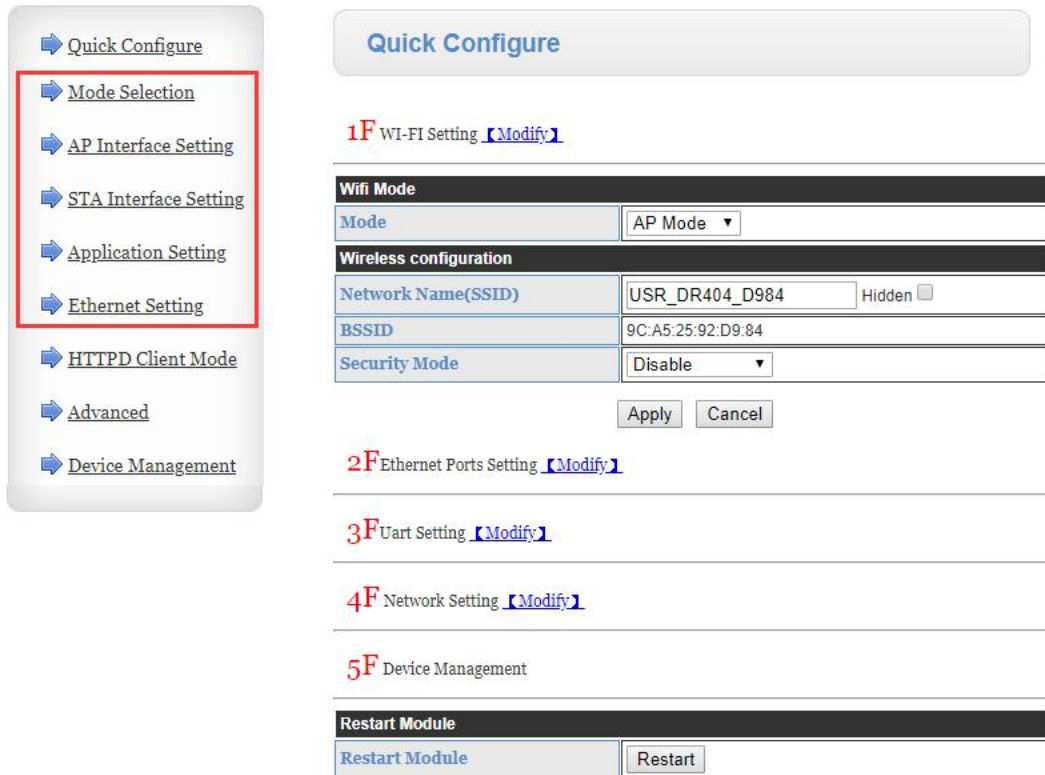 Quick Configure
Mode Selection
AP Interface Setting
STA Interface Setting
Application Setting
Ethernet Setting
HTTPD Client Mode
Advanced
Device Management
Quick Configure
1F WI-FI Setting 【Modify】
Wifi Mode
Mode AP Mode ▼
Wireless configuration
Network Name(SSID) USR_DR404_D984 Hidden
BSSID 9C:A5:25:92:D9:84
Security Mode Disable ▼
Apply Cancel
2F Ethernet Ports Setting 【Modify】
3F Uart Setting 【Modify】
4F Network Setting 【Modify】
5F Device Management
Restart Module
Restart Module Restart